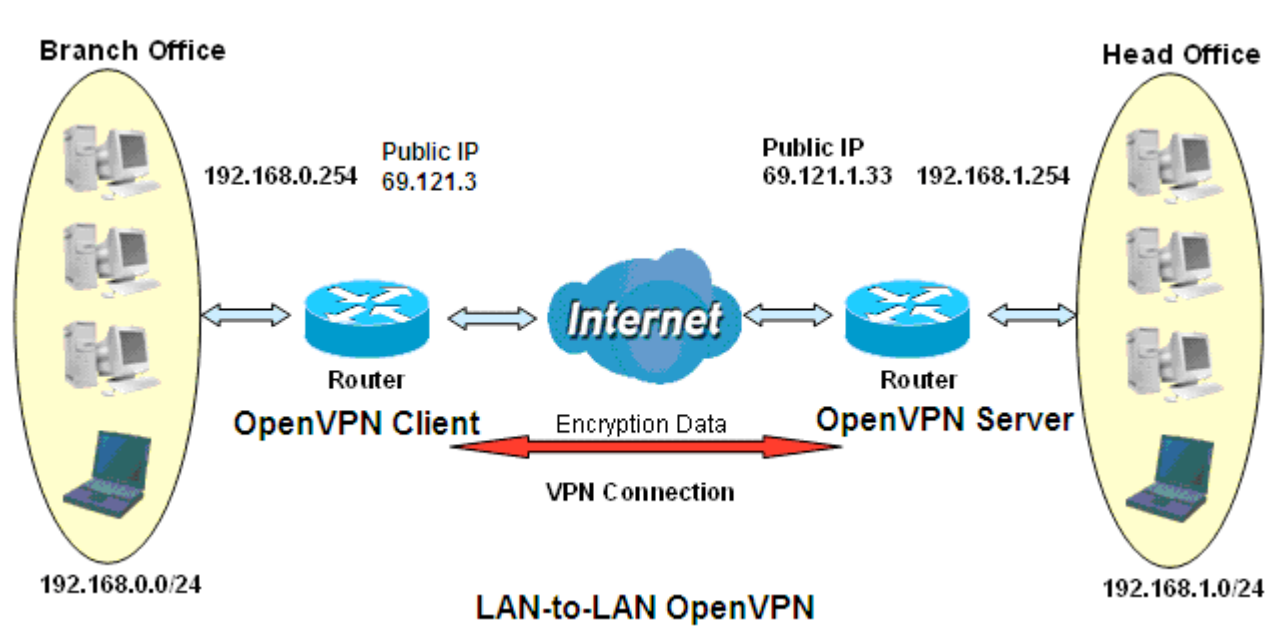 Branch Office
Head Office
Public IP
69.121.3
192.168.0.254
Public IP
69.121.1.33
192.168.1.254
Internet
Router
OpenVPN Client
Router
OpenVPN Server
Encryption Data
VPN Connection
192.168.0.0/24
192.168.1.0/24
LAN-to-LAN OpenVPN